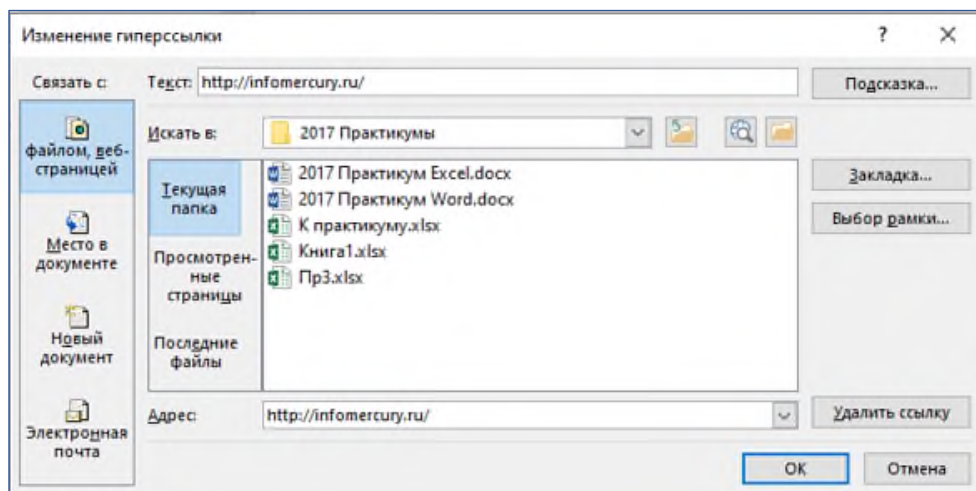 Изменение гиперссылки
?
Связать с:
Текст:
http://infomercury.ru/
Подсказка...
файлом, веб-
страницей
Искать в:
2017 Практикумы
Текущая
папка
2017 Практикум Excel.docx
2017 Практикум Word.docx
К практикуму.xlsx
Книга1.xlsx
Пр3.xlsx
Закладка...
Выбор рамки...
Место в
документе
Просмотрен-
ные
страницы
Новый
документ
Последние
файлы
Электронная
почта
Адрес:
http://infomercury.ru/
Удалить ссылку
ОК
Отмена